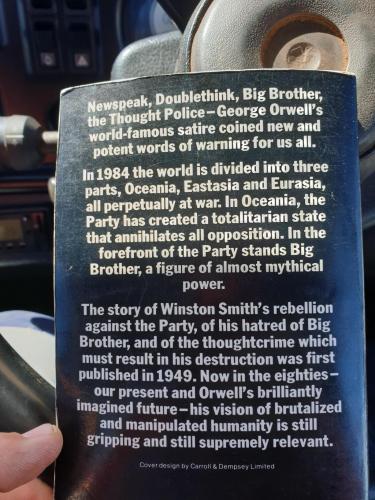 Newspeak, Doublethink, Big Brother,
the Thought Police–George Orwell's
world-famous satire coined new and
potent words of warning for us all.
In 1984 the world is divided into three
parts, Oceania, Eastasia and Eurasia,
all perpetually at war. In Oceania, the
Party has created a totalitarian state
that annihilates all opposition. In the
forefront of the Party stands Big
Brother, a figure of almost mythical
power.
The story of Winston Smith's rebellion
against the Party, of his hatred of Big
Brother, and of the thoughtcrime which
must result in his destruction was first
published in 1949. Now in the eighties–
our present and Orwell's brilliantly
imagined future–his vision of brutalized
and manipulated humanity is still
gripping and still supremely relevant.
Cover design by Carroll & Dempsey Limited